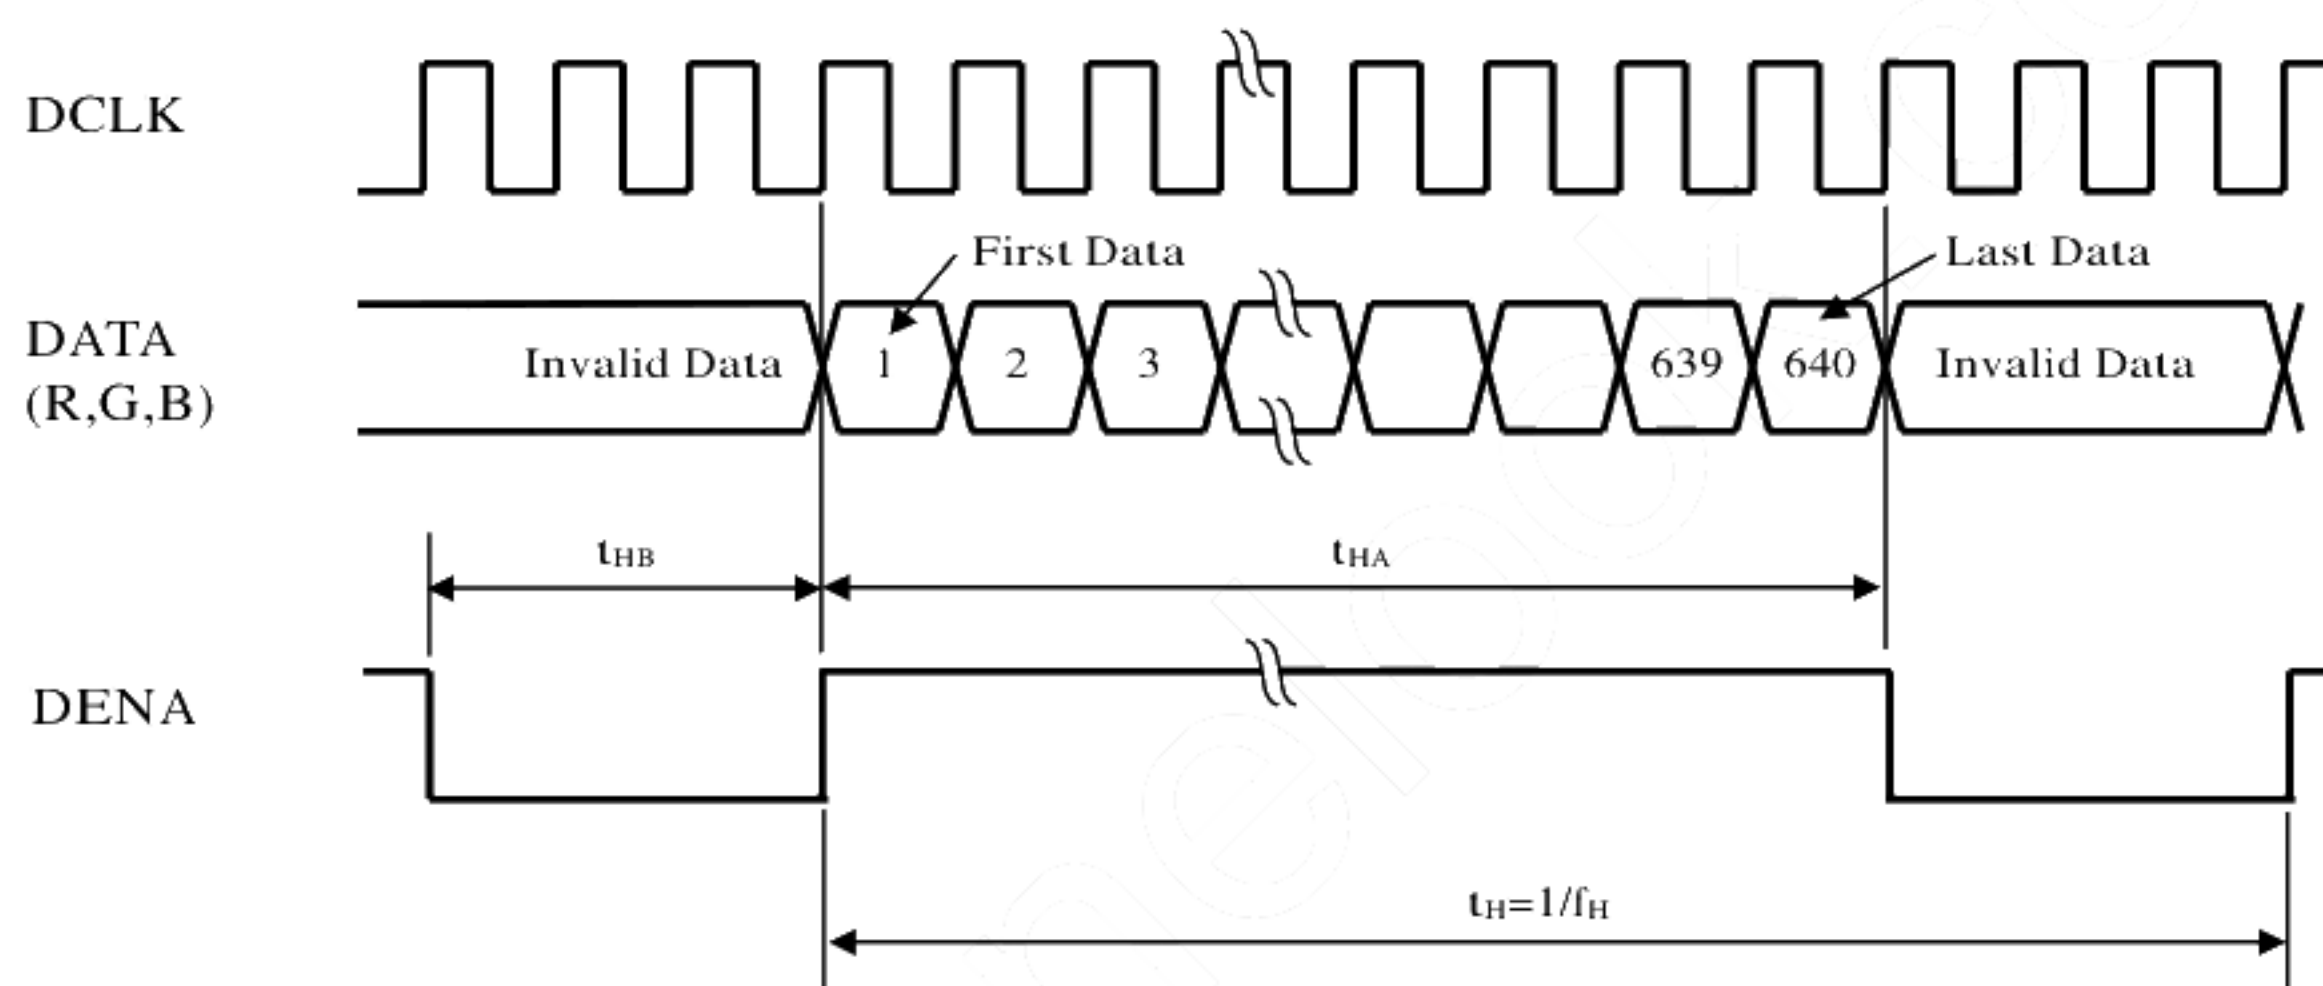 DCLK
First Data
Last Data
DATA
(R,G,B)
Invalid Data 1 2 3 639 640 Invalid Data
tHB
tHA
DENA
tH=1/fH